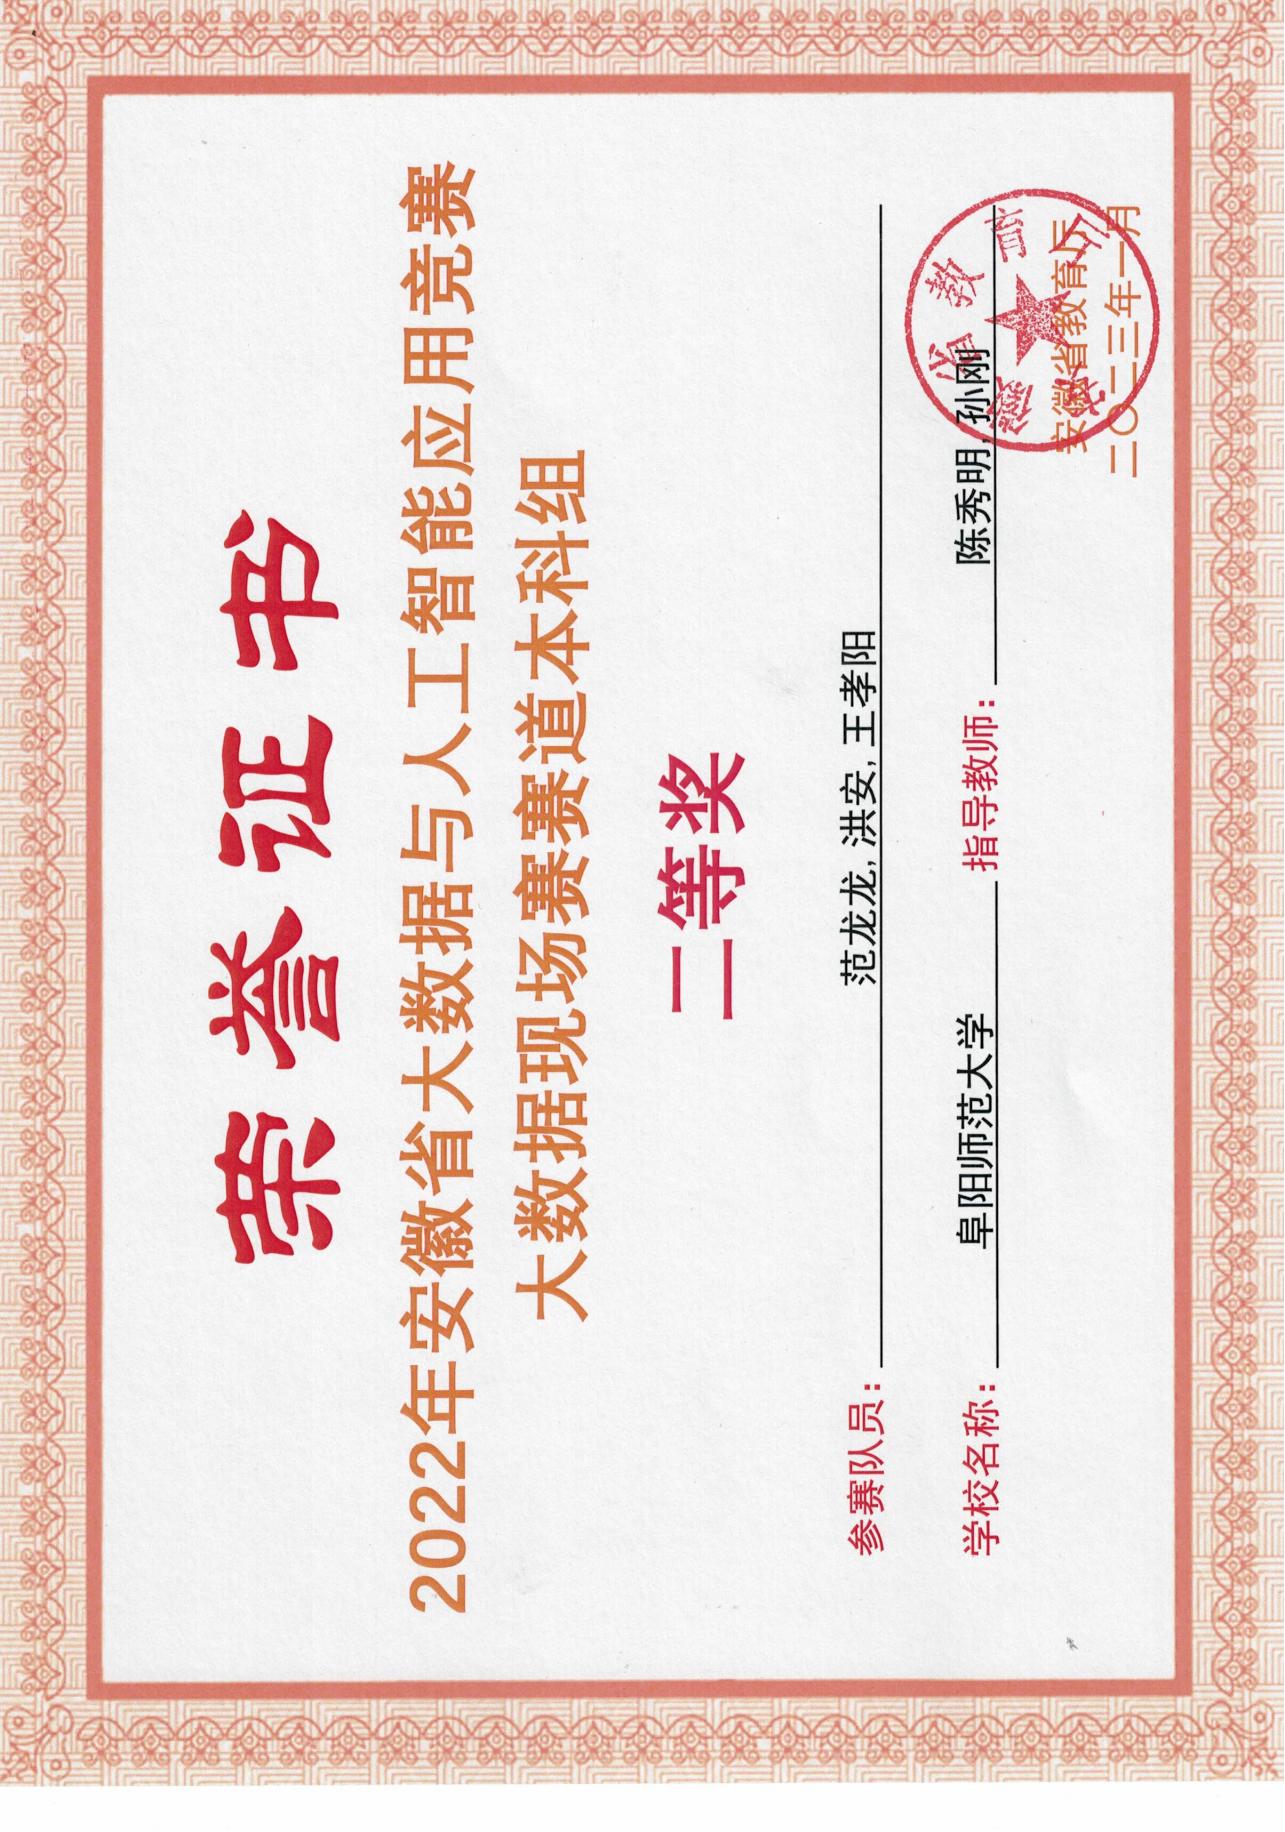 荣誉证书
2022年安徽省大数据与人工智能应用竞赛
大数据现场赛赛道本科组
二等奖
参赛队员：范龙龙, 洪安, 王孝阳
学校名称：阜阳师范大学 指导教师：陈秀明, 孙刚
安徽省教育厅
安徽省教育厅
二〇二三年一月